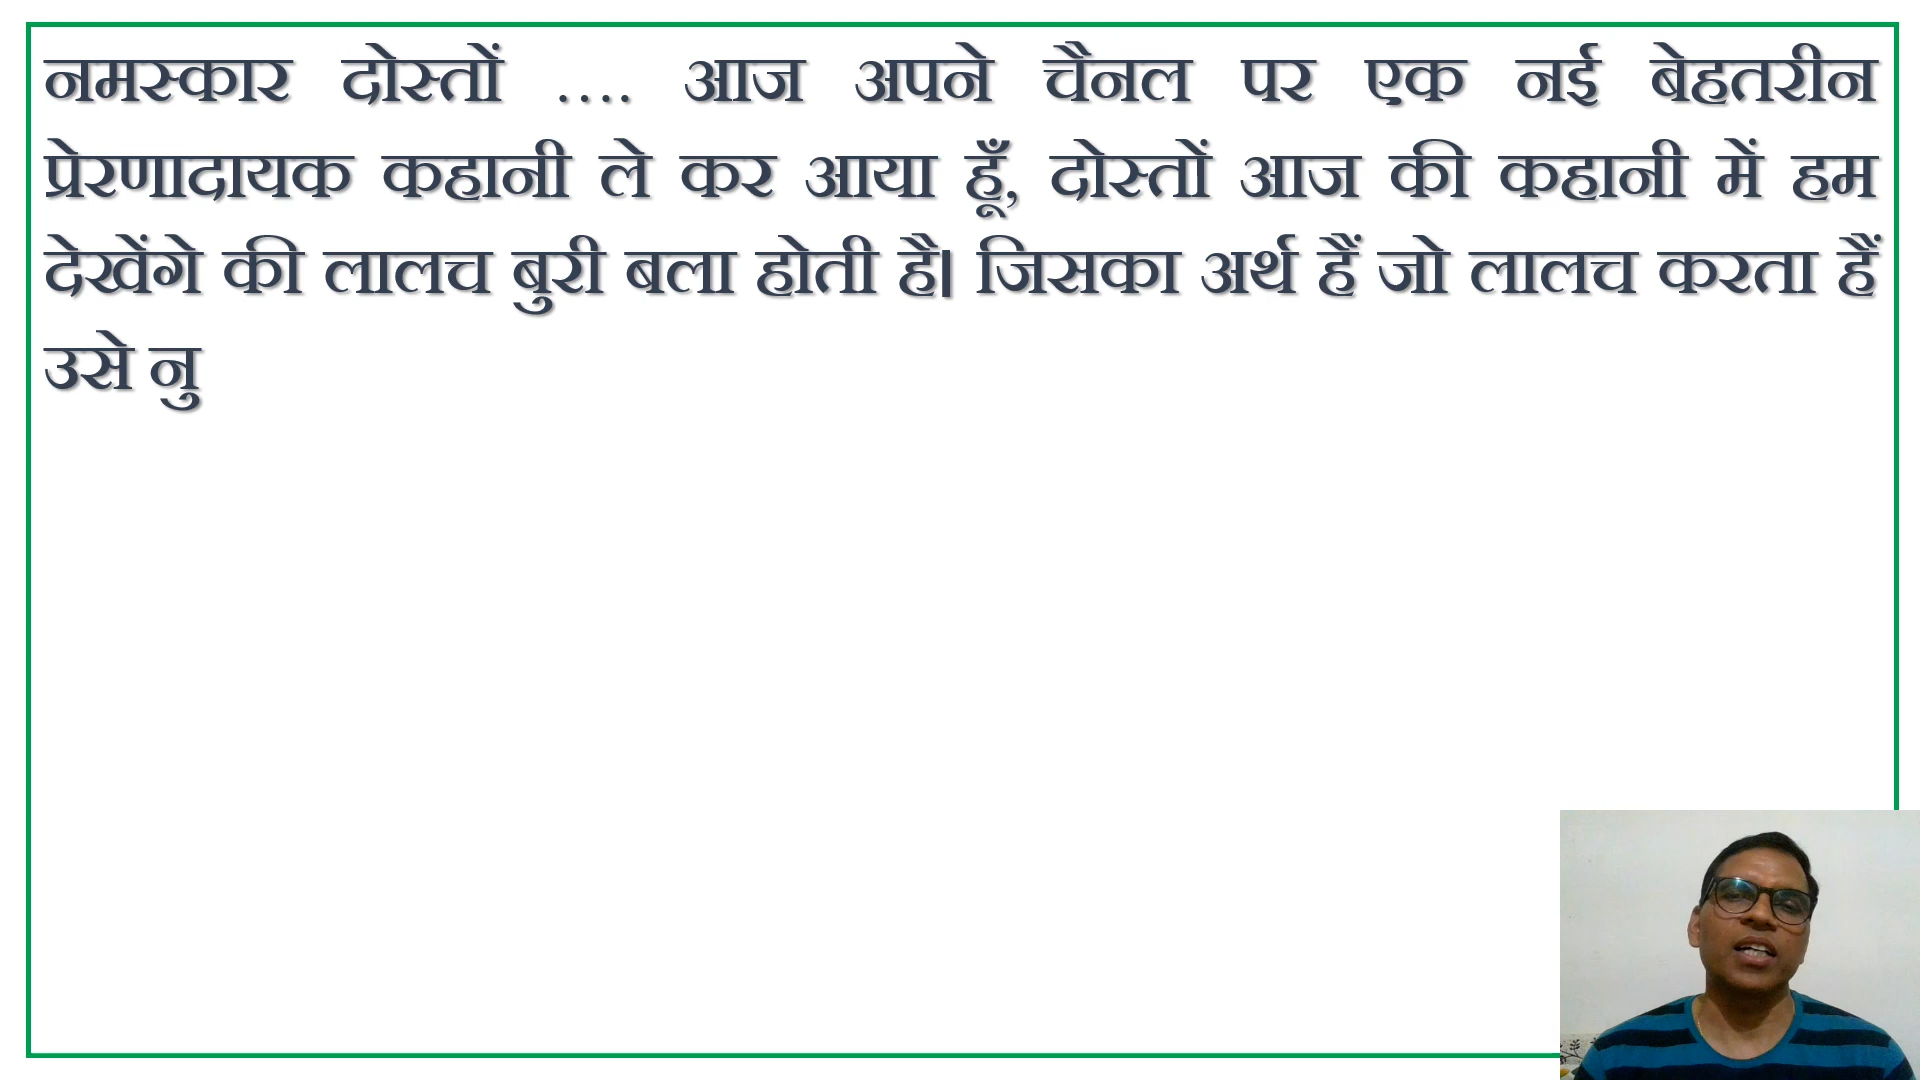 नमस्कार दोस्तों .... आज अपने चैनल पर एक नई बेहतरीन
प्रेरणादायक कहानी ले कर आया हूँ, दोस्तों आज की कहानी में हम
देखेंगे की लालच बुरी बला होती है। जिसका अर्थ हैं जो लालच करता हैं
उसे नु